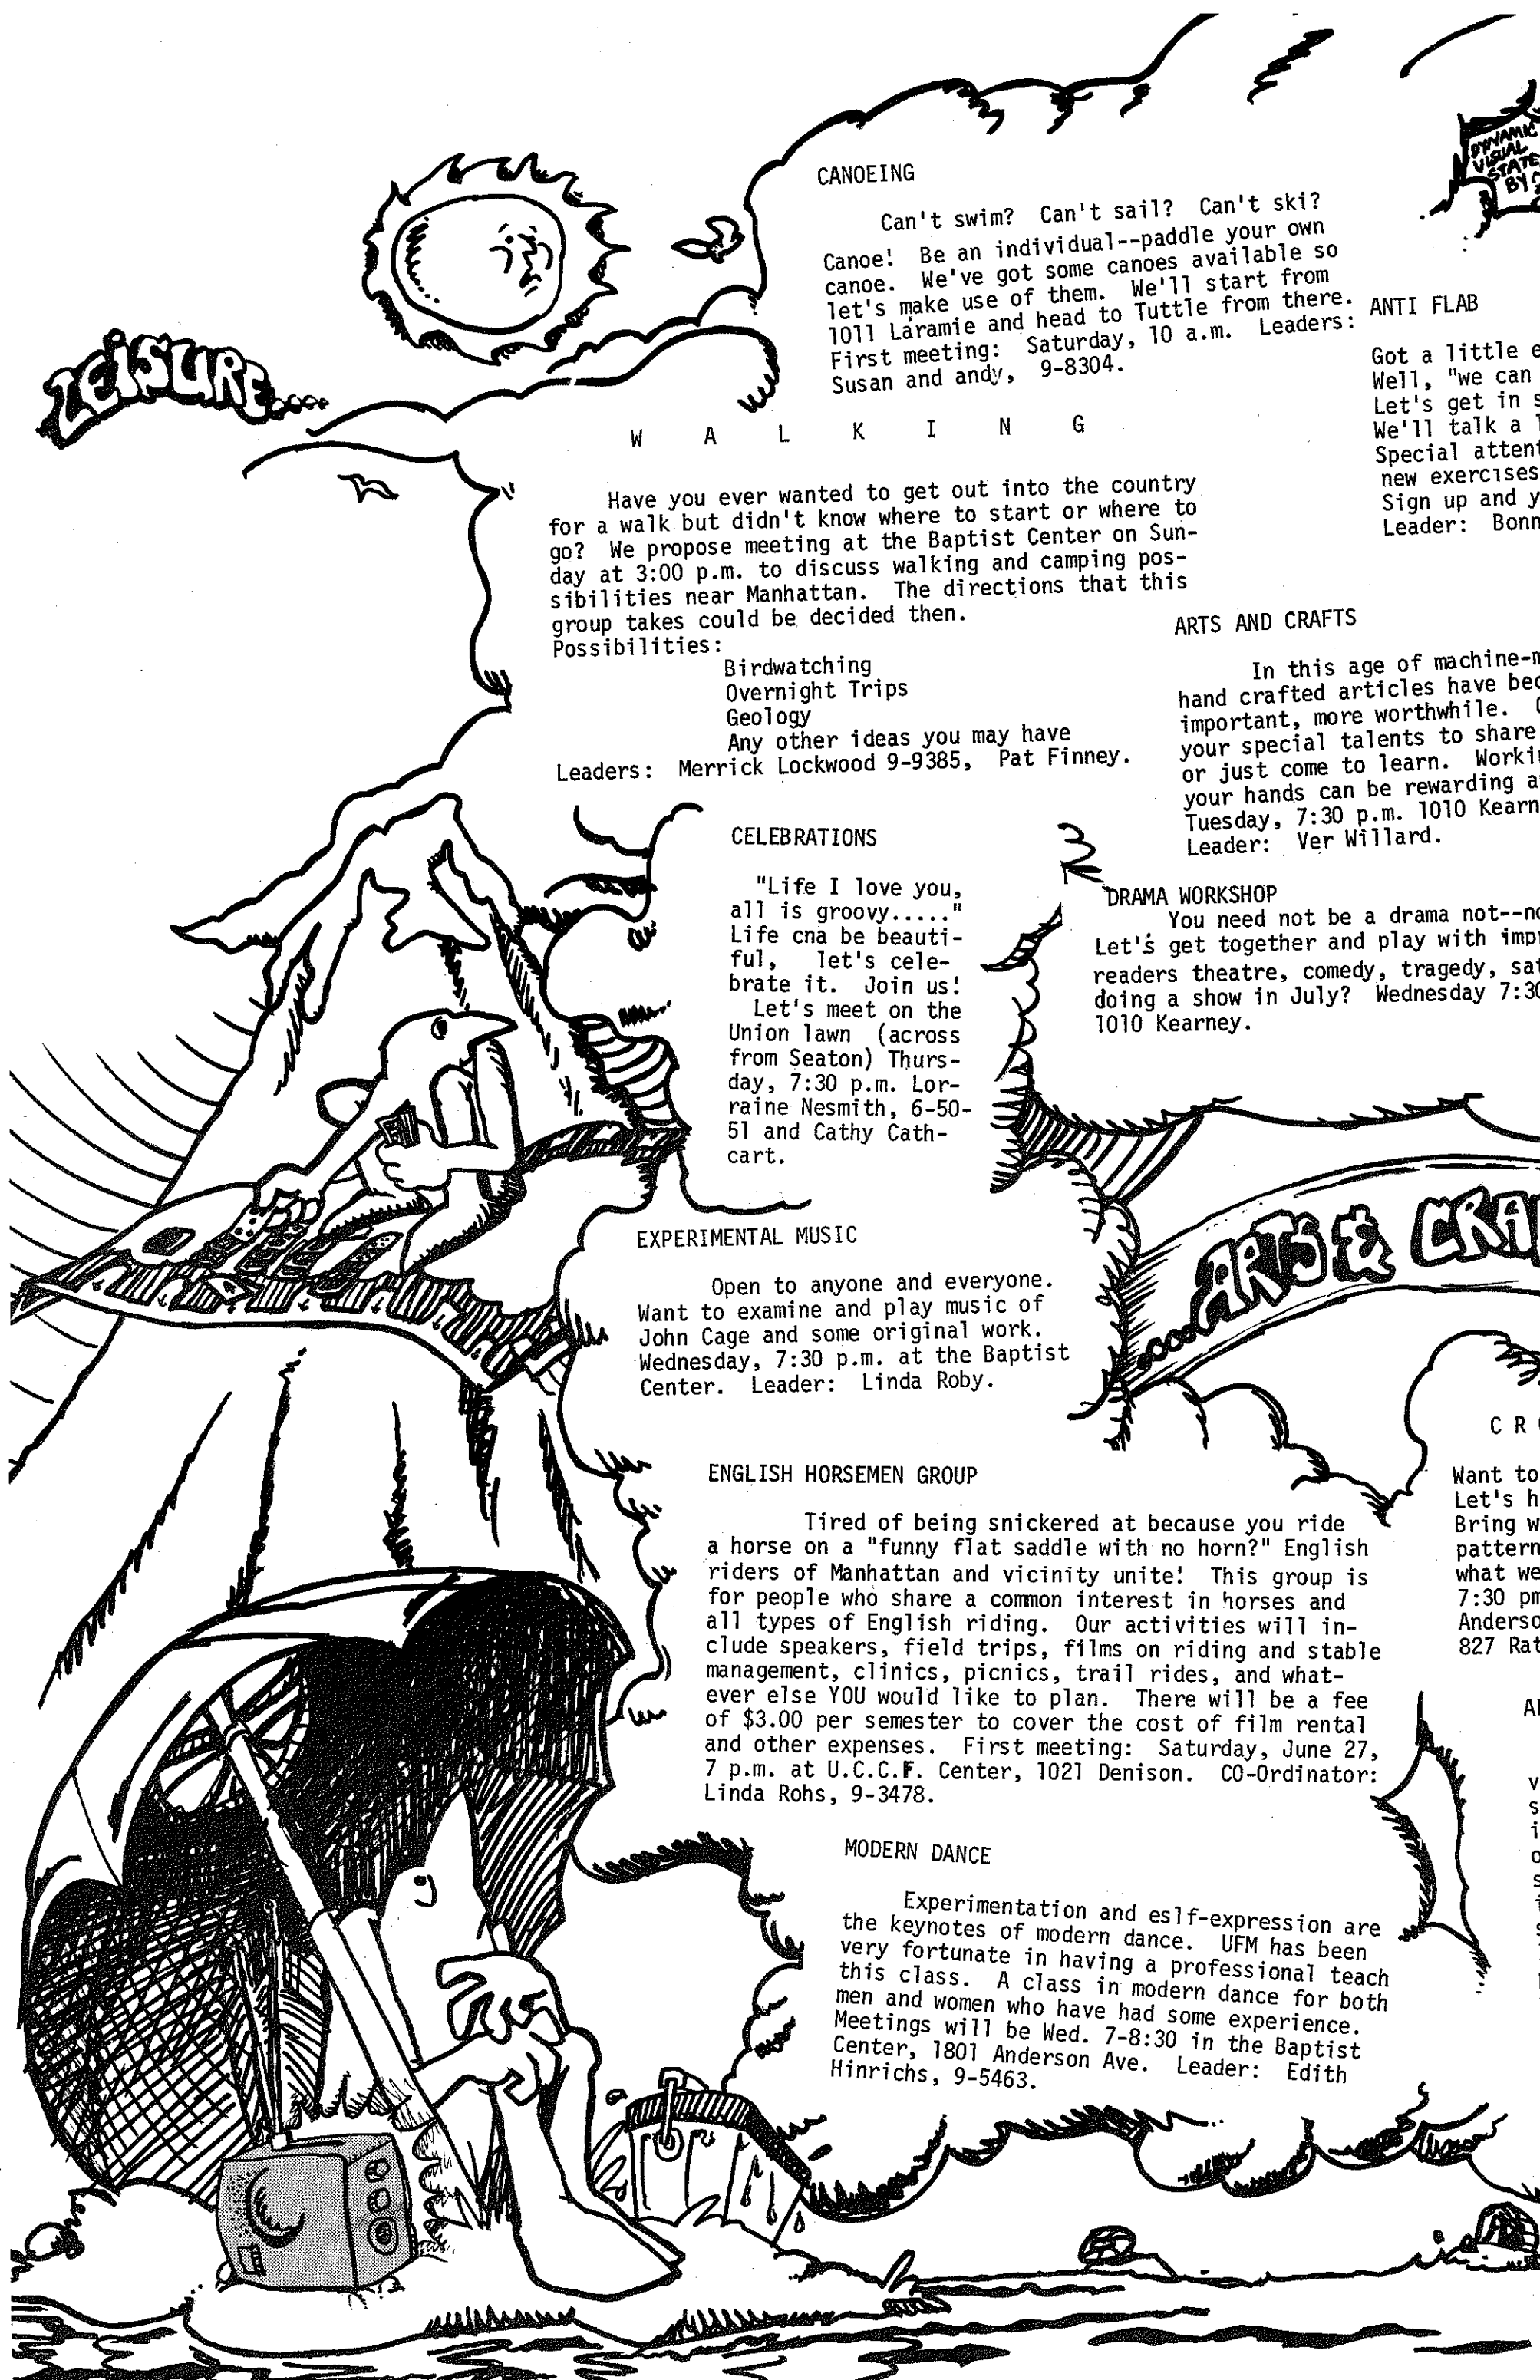 LEISURE....
CANOEING
Can't swim? Can't sail? Can't ski?
Canoe! Be an individual--paddle your own
canoe. We've got some canoes available so
let's make use of them. We'll start from
1011 Laramie and head to Tuttle from there.
First meeting: Saturday, 10 a.m. Leaders:
Susan and andy, 9-8304.
W A L K I N G
Have you ever wanted to get out into the country
for a walk but didn't know where to start or where to
go? We propose meeting at the Baptist Center on Sun-
day at 3:00 p.m. to discuss walking and camping pos-
sibilities near Manhattan. The directions that this
group takes could be decided then.
Possibilities:
Birdwatching
Overnight Trips
Geology
Any other ideas you may have
Leaders: Merrick Lockwood 9-9385, Pat Finney.
CELEBRATIONS
"Life I love you,
all is groovy....."
Life cna be beauti-
ful, let's cele-
brate it. Join us!
Let's meet on the
Union lawn (across
from Seaton) Thurs-
day, 7:30 p.m. Lor-
raine Nesmith, 6-50-
51 and Cathy Cath-
cart.
EXPERIMENTAL MUSIC
Open to anyone and everyone.
Want to examine and play music of
John Cage and some original work.
Wednesday, 7:30 p.m. at the Baptist
Center. Leader: Linda Roby.
ENGLISH HORSEMEN GROUP
Tired of being snickered at because you ride
a horse on a "funny flat saddle with no horn?" English
riders of Manhattan and vicinity unite! This group is
for people who share a common interest in horses and
all types of English riding. Our activities will in-
clude speakers, field trips, films on riding and stable
management, clinics, picnics, trail rides, and what-
ever else YOU would like to plan. There will be a fee
of $3.00 per semester to cover the cost of film rental
and other expenses. First meeting: Saturday, June 27,
7 p.m. at U.C.C.F. Center, 1021 Denison. CO-Ordinator:
Linda Rohs, 9-3478.
MODERN DANCE
Experimentation and eslf-expression are
the keynotes of modern dance. UFM has been
very fortunate in having a professional teach
this class. A class in modern dance for both
men and women who have had some experience.
Meetings will be Wed. 7-8:30 in the Baptist
Center, 1801 Anderson Ave. Leader: Edith
Hinrichs, 9-5463.
DYNAMIC
VISUAL
STATE
BY
ANTI FLAB
Got a little
Well, "we can
Let's get in
We'll talk a
Special
new exercises
Sign up and
Leader:
ARTS AND CRAFTS
In this age of
hand crafted articles have
important, more worthwhile.
your special talents to share
or just come to learn.
your hands can be rewarding
Tuesday, 7:30 p.m. 1010
Leader: Ver Willard.
DRAMA WORKSHOP
You need not be a drama not--
Let's get together and play with
readers theatre, comedy, tragedy,
doing a show in July? Wednesday
1010 Kearney.
....ARTS &
Want to
Let's
Bring
what
7:30
827